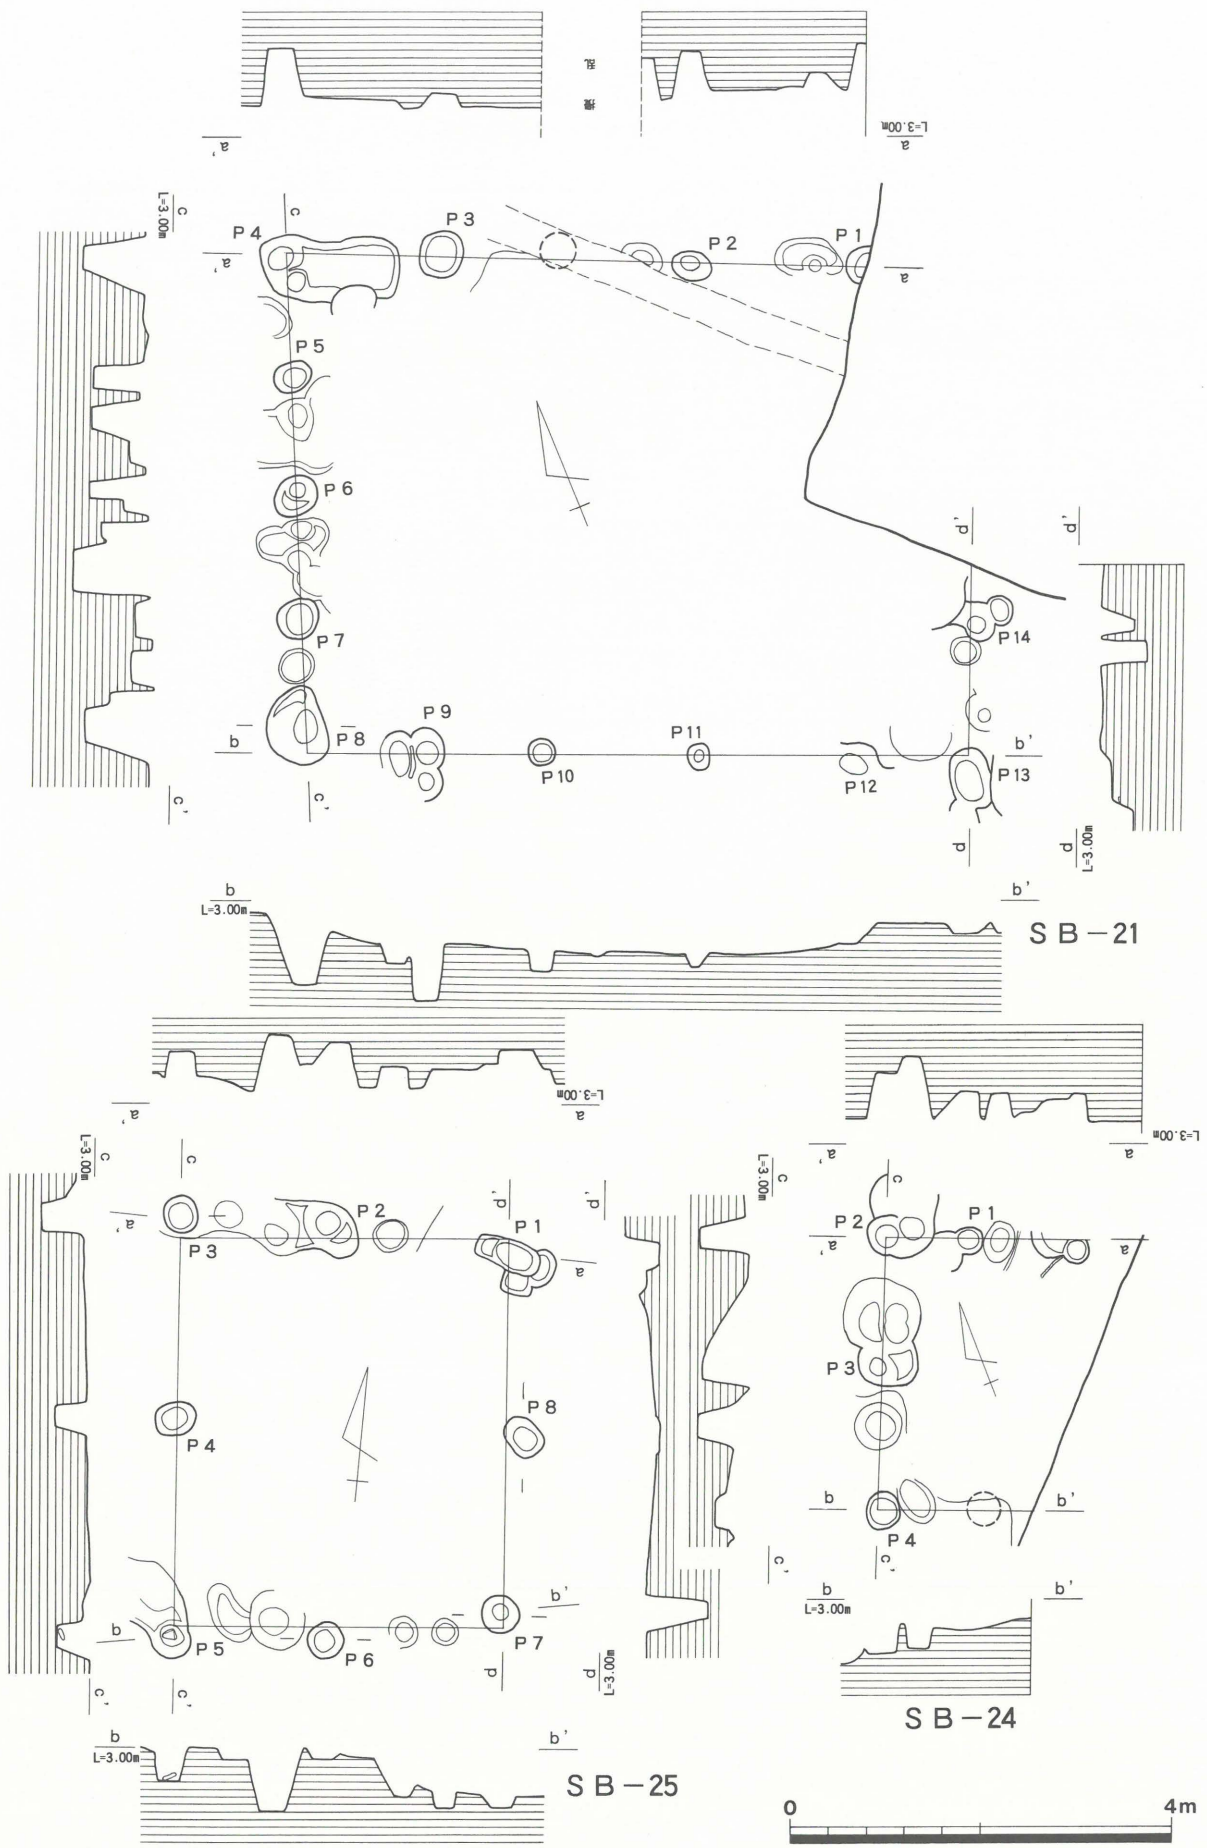 乱
撹
a'
L=3.00m
a
c
L=3.00m
P4
c
P3
P2
P1
a'
a
P5
P6
P7
P8
P9
P10
P11
P12
P13
P14
d'
d'
b
b'
c'
c'
d
d
L=3.00m
b
L=3.00m
b'
SB-21
a'
L=3.00m
a
a'
L=3.00m
a
c
L=3.00m
c
a'
P3
P2
P1
a
d'
d'
P4
P8
b
P5
P6
P7
b'
c'
c'
d
d
L=3.00m
b
L=3.00m
b'
SB-25
c
L=3.00m
c
P2
P1
a'
a
P3
b
P4
b'
c'
c'
b
L=3.00m
b'
SB-24
0
4m